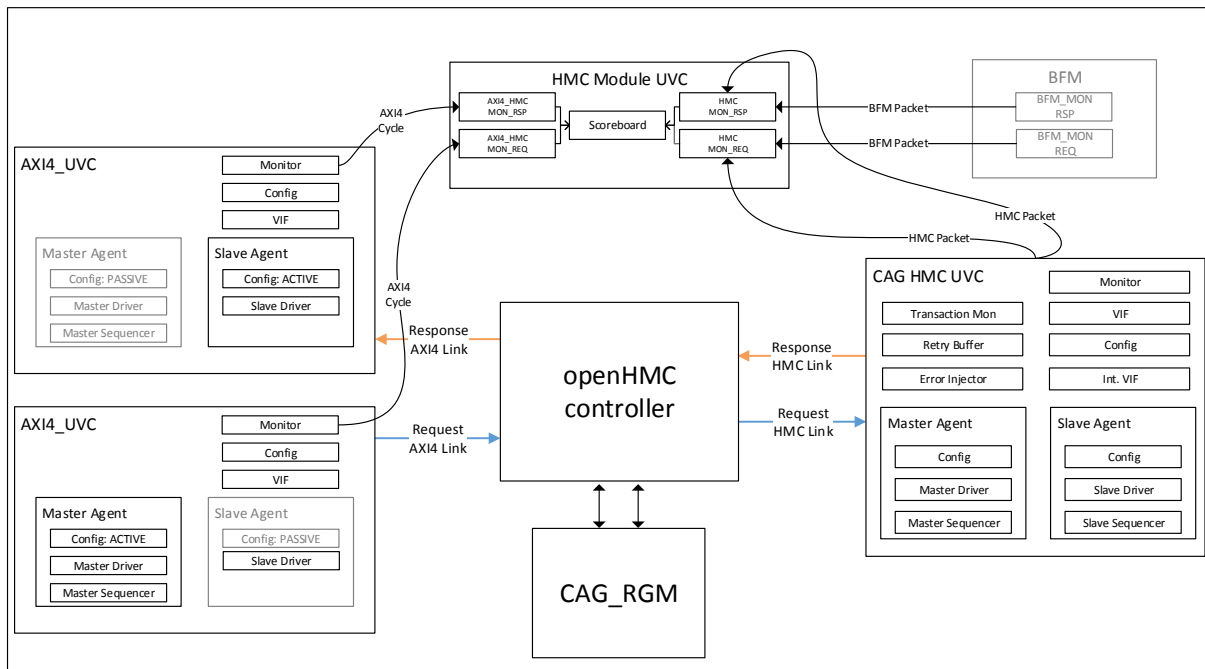 HMC Module UVC
AXI4_HMC
MON_RSP
AXI4_HMC
MON_REQ
Scoreboard
HMC
MON_RSP
HMC
MON_REQ
BFM
BFM_MON
RSP
BFM_MON
REQ
BFM Packet
BFM Packet
AXI4
Cycle
AXI4
Cycle
HMC Packet
HMC Packet
AXI4_UVC
Monitor
Config
VIF
Master Agent
Config: PASSIVE
Master Driver
Master Sequencer
Slave Agent
Config: ACTIVE
Slave Driver
Response
AXI4 Link
openHMC
controller
Response
HMC Link
Request
HMC Link
CAG HMC UVC
Transaction Mon
Retry Buffer
Error Injector
Monitor
VIF
Config
Int. VIF
Master Agent
Config
Master Driver
Master Sequencer
Slave Agent
Config
Slave Driver
Slave Sequencer
AXI4_UVC
Monitor
Config
VIF
Master Agent
Config: ACTIVE
Master Driver
Master Sequencer
Slave Agent
Config: PASSIVE
Slave Driver
Request
AXI4 Link
CAG_RGM